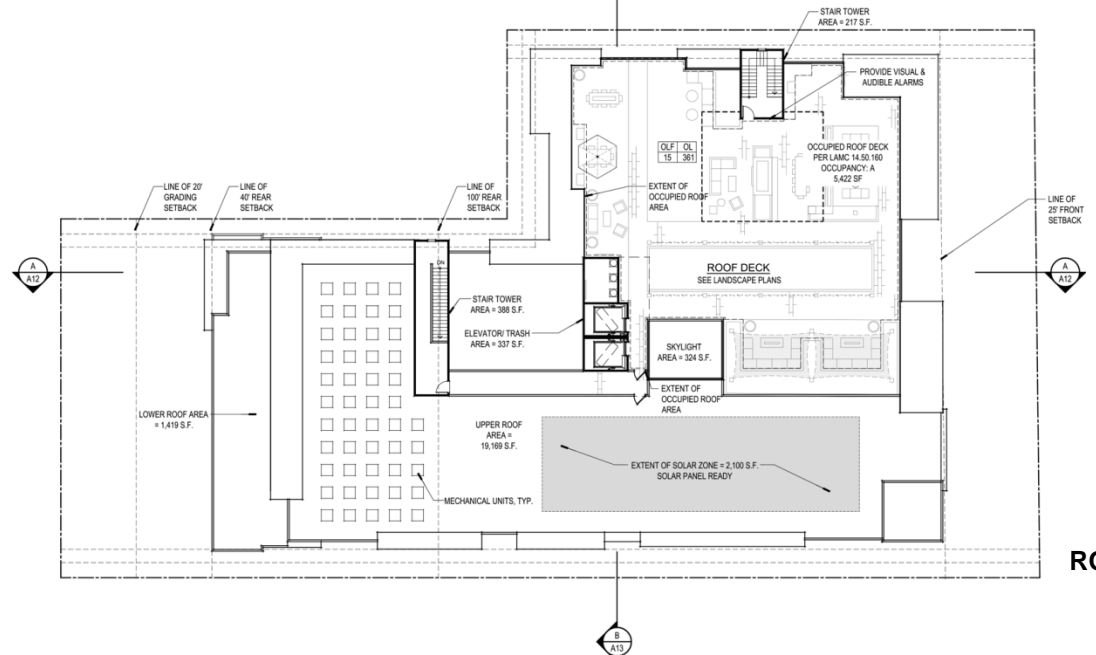 STAIR TOWER
AREA = 217 S.F.
PROVIDE VISUAL &
AUDIBLE ALARMS
OLF OL
15 361
OCCUPIED ROOF DECK
PER LAMC 14.50.160
OCCUPANCY: A
5,422 SF
LINE OF 20'
GRADING
SETBACK
LINE OF
40' REAR
SETBACK
LINE OF
100' REAR
SETBACK
EXTENT OF
OCCUPIED ROOF
AREA
LINE OF
25' FRONT
SETBACK
A
A12
A
A12
DN
ROOF DECK
SEE LANDSCAPE PLANS
STAIR TOWER
AREA = 388 S.F.
ELEVATOR/ TRASH
AREA = 337 S.F.
SKYLIGHT
AREA = 324 S.F.
EXTENT OF
OCCUPIED ROOF
AREA
LOWER ROOF AREA
= 1,419 S.F.
UPPER ROOF
AREA =
19,169 S.F.
EXTENT OF SOLAR ZONE = 2,100 S.F.
SOLAR PANEL READY
MECHANICAL UNITS, TYP.
B
A13